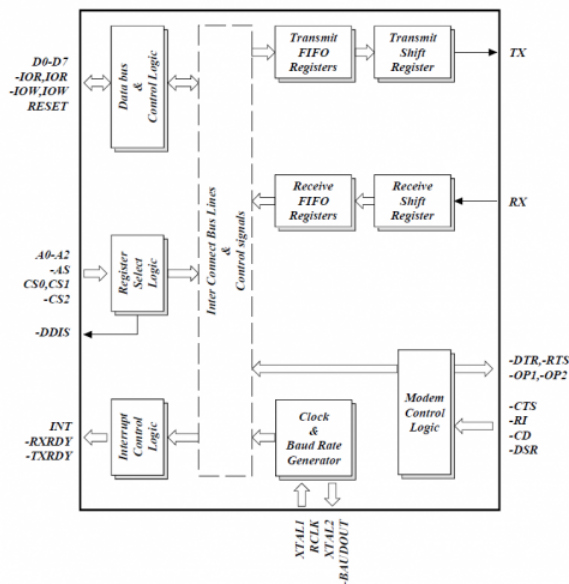 D0-D7
-IOR,IOR
-IOW,IOW
RESET
Data bus
&
Control Logic
A0-A2
-AS
CS0,CS1
-CS2
Register
Select
Logic
-DDIS
INT
-RXRDY
-TXRDY
Interrupt
Control
Logic
Inter Connect Bus Lines
&
Control signals
Transmit
FIFO
Registers
Transmit
Shift
Register
TX
Receive
FIFO
Registers
Receive
Shift
Register
RX
Clock
&
Baud Rate
Generator
Modem
Control
Logic
-DTR,-RTS
-OP1,-OP2
-CTS
-RI
-CD
-DSR
XTAL1
RCLK
XTAL2
-BAUDOUT